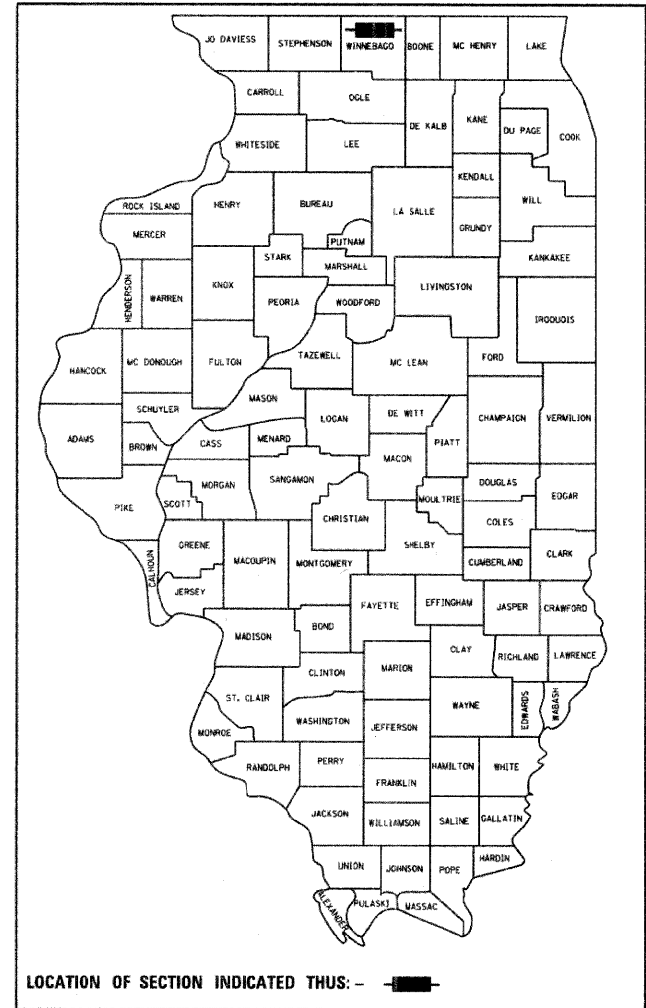 JO DAVIESS STEPHENSON WINNEBAGO BOONE MC HENRY LAKE
CARROLL OGLE
DE KALB KANE DU PAGE COOK
WHITESIDE LEE
KENDALL
ROCK ISLAND HENRY BUREAU LA SALLE WILL
GRUNDY
MERCER PUTNAM
STARK KANKAKEE
MARSHALL
HENDERSON WARREN KNOX LIVINGSTON
PEORIA WOODFORD IROQUOIS
HANCOCK MC DONOUGH FULTON TAZEWELL MC LEAN FORD
MASON
SCHUYLER LOGAN DE WITT CHAMPAIGN VERMILION
ADAMS BROWN CASS MENARD PIATT
MACON
MORGAN SANGAMON DOUGLAS
SCOTT MOULTRIE EDGAR
PIKE CHRISTIAN COLES
GREENE SHELBY
CALHOUN MACOUPIN MONTGOMERY CUMBERLAND CLARK
JERSEY FAYETTE EFFINGHAM JASPER CRAWFORD
MADISON BOND
CLAY RICHLAND LAWRENCE
CLINTON MARION
ST. CLAIR WAYNE EDWARDS WABASH
WASHINGTON JEFFERSON
MONROE
RANDOLPH PERRY HAMILTON WHITE
FRANKLIN
JACKSON WILLIAMSON SALINE GALLATIN
UNION JOHNSON POPE HARDIN
ALEXANDER PULASKI MASSAC
LOCATION OF SECTION INDICATED THUS: -